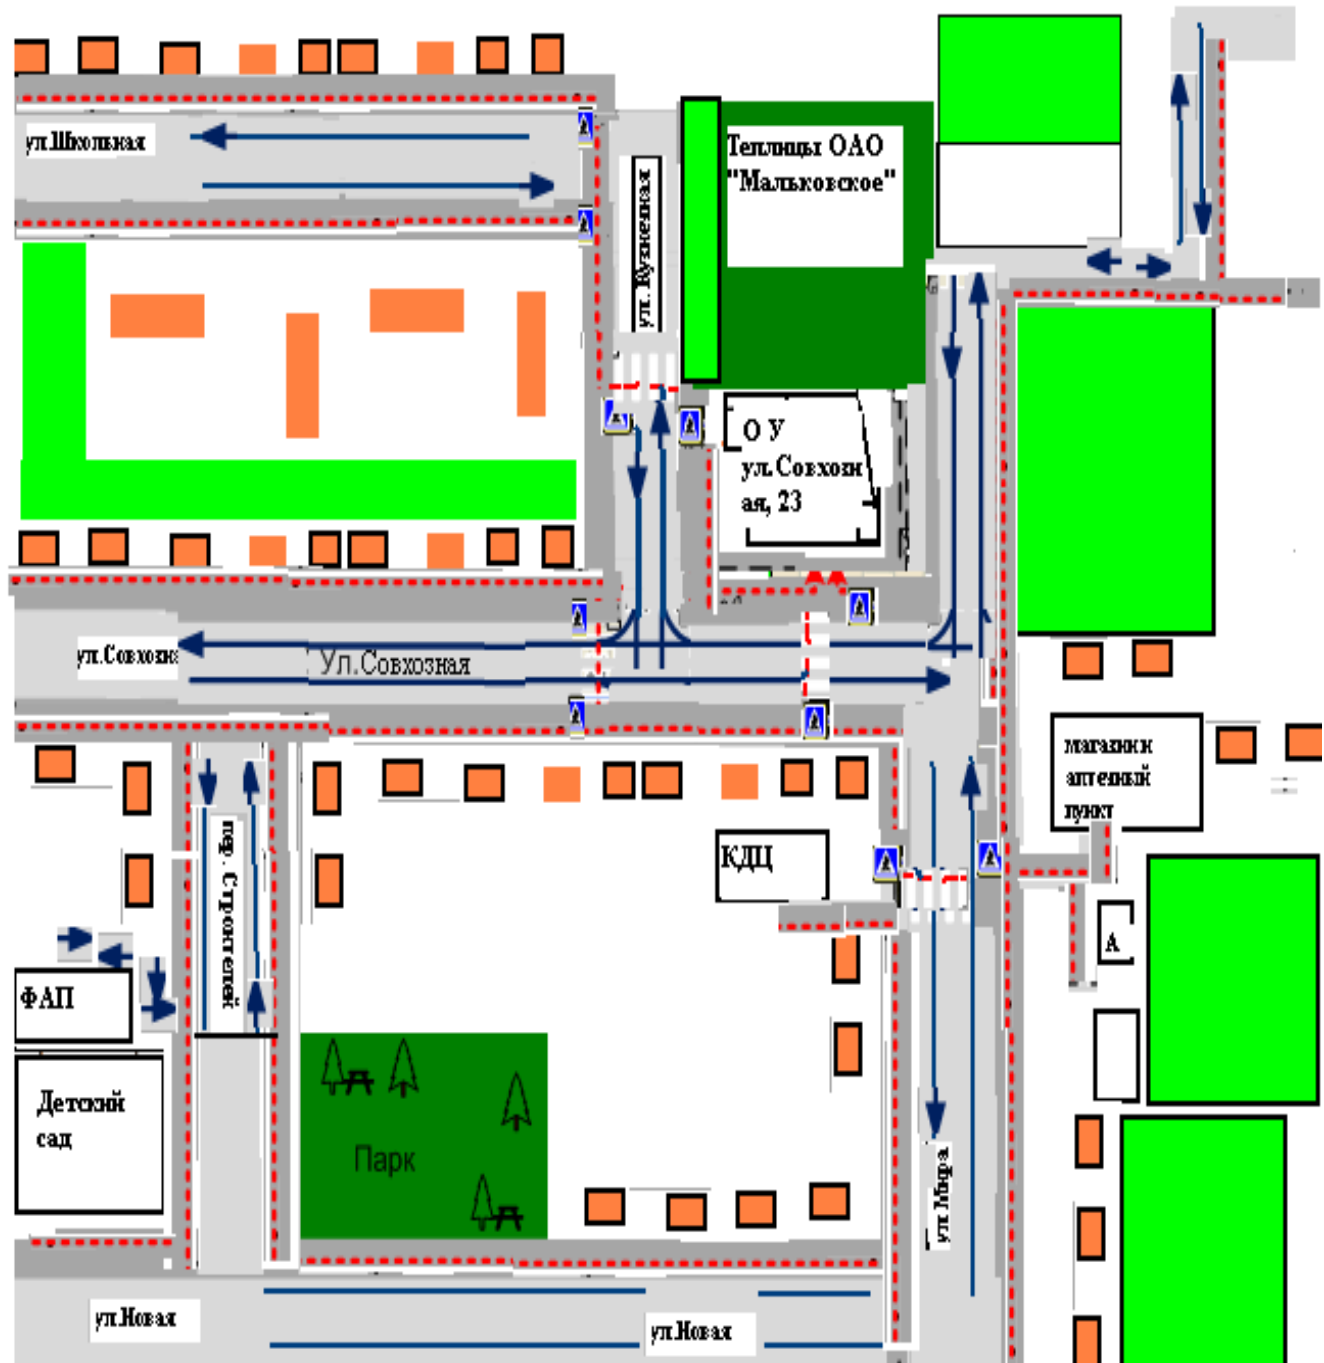 ул.Школьная
ул. Кузнечная
Теплицы ОАО
"Мальковское"
О У
ул.Совхозн
ая, 23
ул.Совхозна
Ул.Совхозная
магазин и
аптечный
пункт
КДЦ
пер. Строителей
А
ФАП
Детский
сад
Парк
ул Мира
ул.Новая
ул.Новая